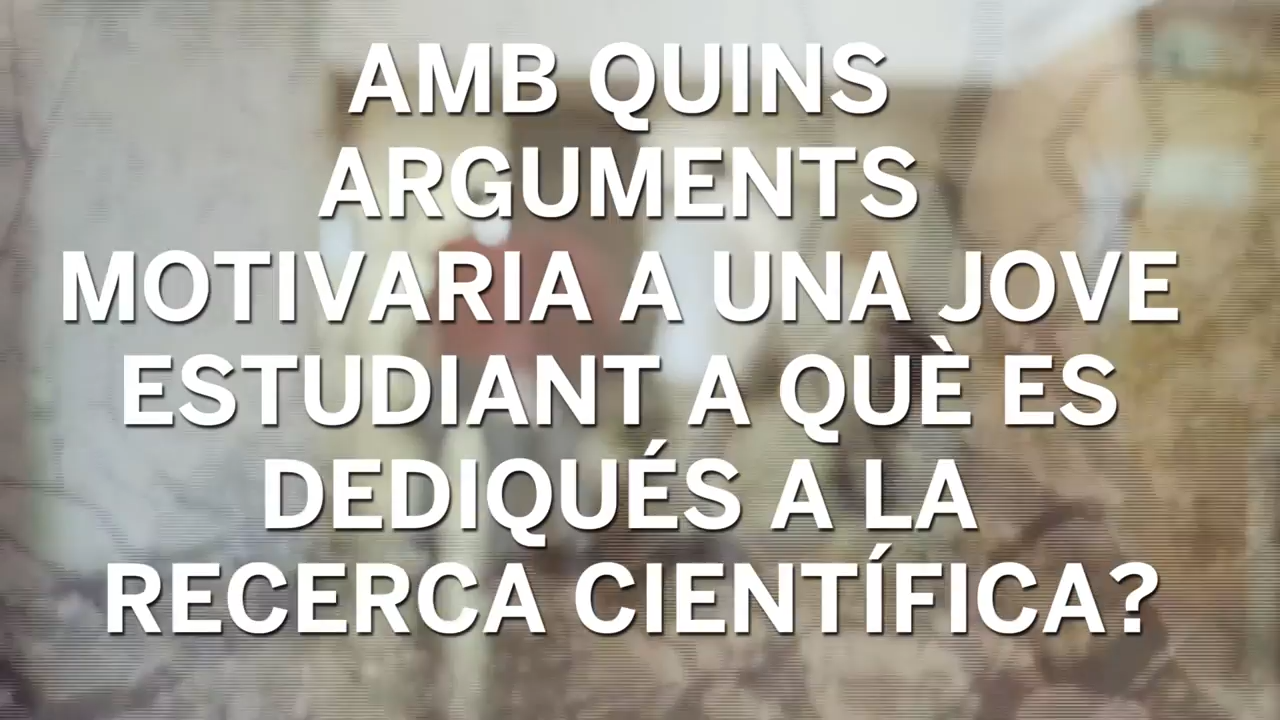 AMB QUINS
ARGUMENTS
MOTIVARIA A UNA JOVE
ESTUDIANT A QUÈ ES
DEDIQUÉS A LA
RECERCA CIENTÍFICA?